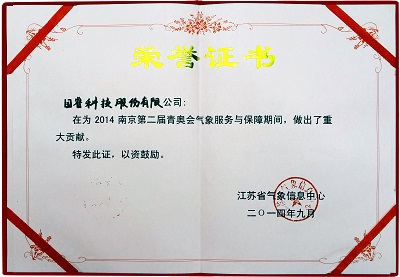 荣誉证书
国睿科技股份有限公司:
在为 2014 南京第二届青奥会气象服务与保障期间,做出了重
大贡献。
特发此证,以资鼓励。
江苏省气象信息中心
二〇一四年九月